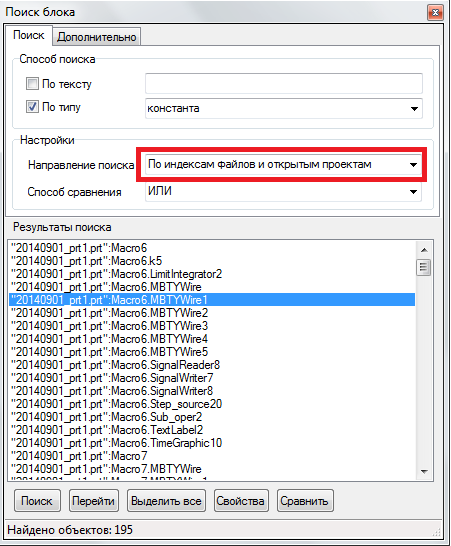 Поиск блока
Поиск Дополнительно
Способ поиска
По тексту
По типу константа
Настройки
Направление поиска По индексам файлов и открытым проектам
Способ сравнения ИЛИ
Результаты поиска
"20140901_prt1.prt":Macro6
"20140901_prt1.prt":Macro6.k5
"20140901_prt1.prt":Macro6.LimitIntegrator2
"20140901_prt1.prt":Macro6.MBTYWire
"20140901_prt1.prt":Macro6.MBTYWire1
"20140901_prt1.prt":Macro6.MBTYWire2
"20140901_prt1.prt":Macro6.MBTYWire3
"20140901_prt1.prt":Macro6.MBTYWire4
"20140901_prt1.prt":Macro6.MBTYWire5
"20140901_prt1.prt":Macro6.SignalReader8
"20140901_prt1.prt":Macro6.SignalWriter7
"20140901_prt1.prt":Macro6.SignalWriter8
"20140901_prt1.prt":Macro6.Step_source20
"20140901_prt1.prt":Macro6.Sub_oper2
"20140901_prt1.prt":Macro6.TextLabel2
"20140901_prt1.prt":Macro6.TimeGraphic10
"20140901_prt1.prt":Macro7
"20140901_prt1.prt":Macro7.MBTYWire
"20140901_prt1.prt":Macro7.MBTYWire1
Поиск Перейти Выделить все Свойства Сравнить
Найдено объектов: 195